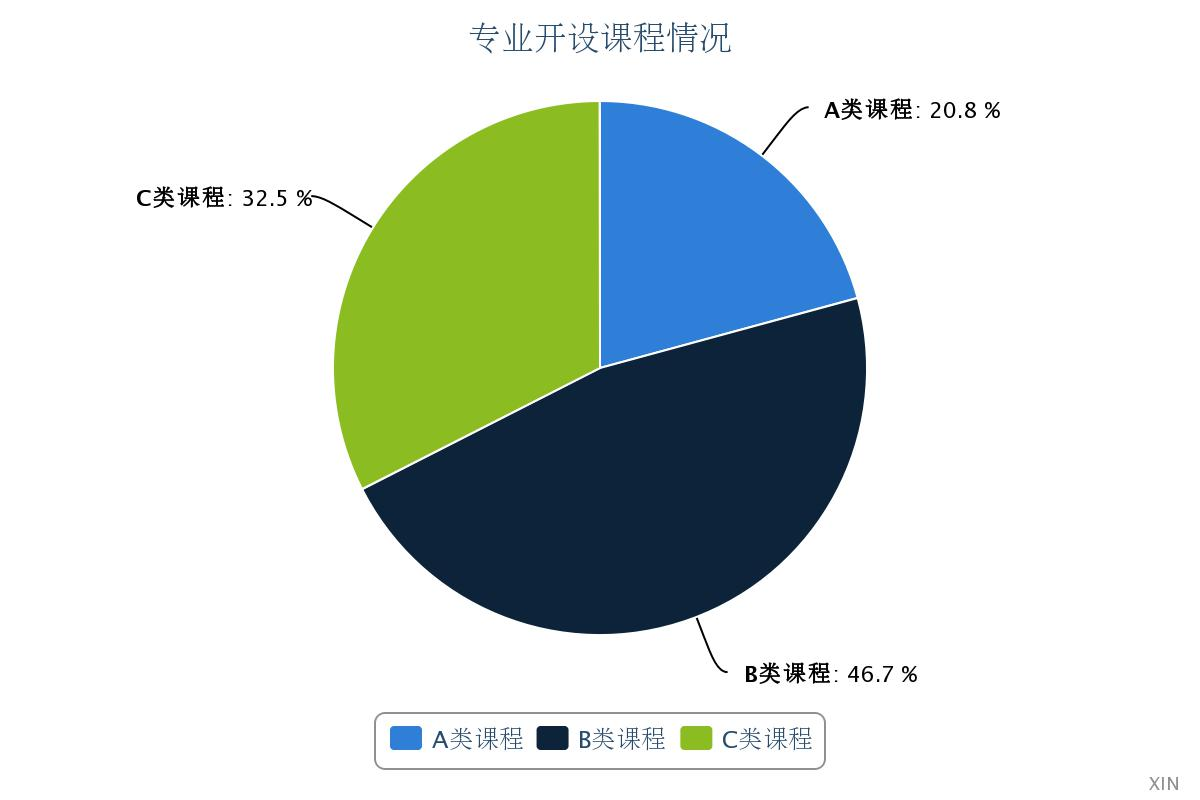 专业开设课程情况
A类课程: 20.8 %
C类课程: 32.5 %
B类课程: 46.7 %
A类课程 B类课程 C类课程
XIN